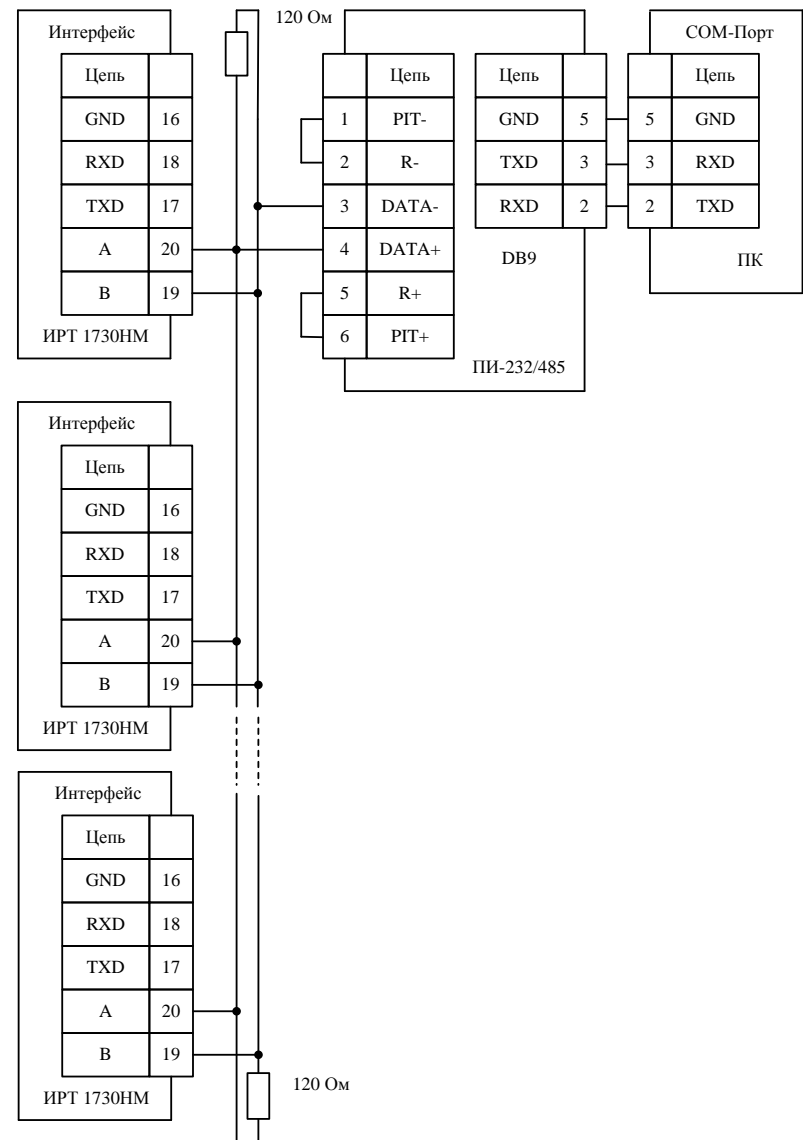 120 Ом
Интерфейс
Цепь
GND 16
RXD 18
TXD 17
A 20
B 19
ИРТ 1730НМ
Цепь
1 PIT-
2 R-
3 DATA-
4 DATA+
5 R+
6 PIT+
Цепь
GND 5
TXD 3
RXD 2
DB9
ПИ-232/485
COM-Порт
Цепь
5 GND
3 RXD
2 TXD
ПК
Интерфейс
Цепь
GND 16
RXD 18
TXD 17
A 20
B 19
ИРТ 1730НМ
Интерфейс
Цепь
GND 16
RXD 18
TXD 17
A 20
B 19
ИРТ 1730НМ
120 Ом